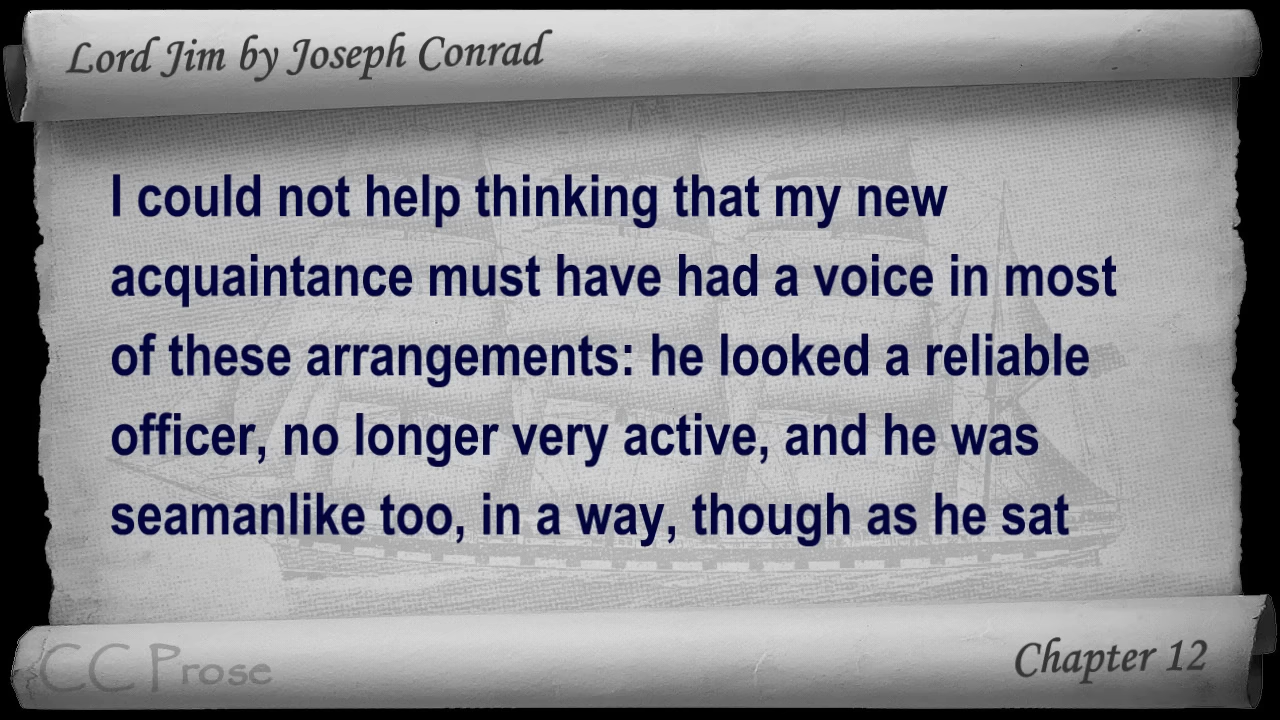 Lord Jim by Joseph Conrad
I could not help thinking that my new
acquaintance must have had a voice in most
of these arrangements: he looked a reliable
officer, no longer very active, and he was
seamanlike too, in a way, though as he sat
CC Prose
Chapter 12